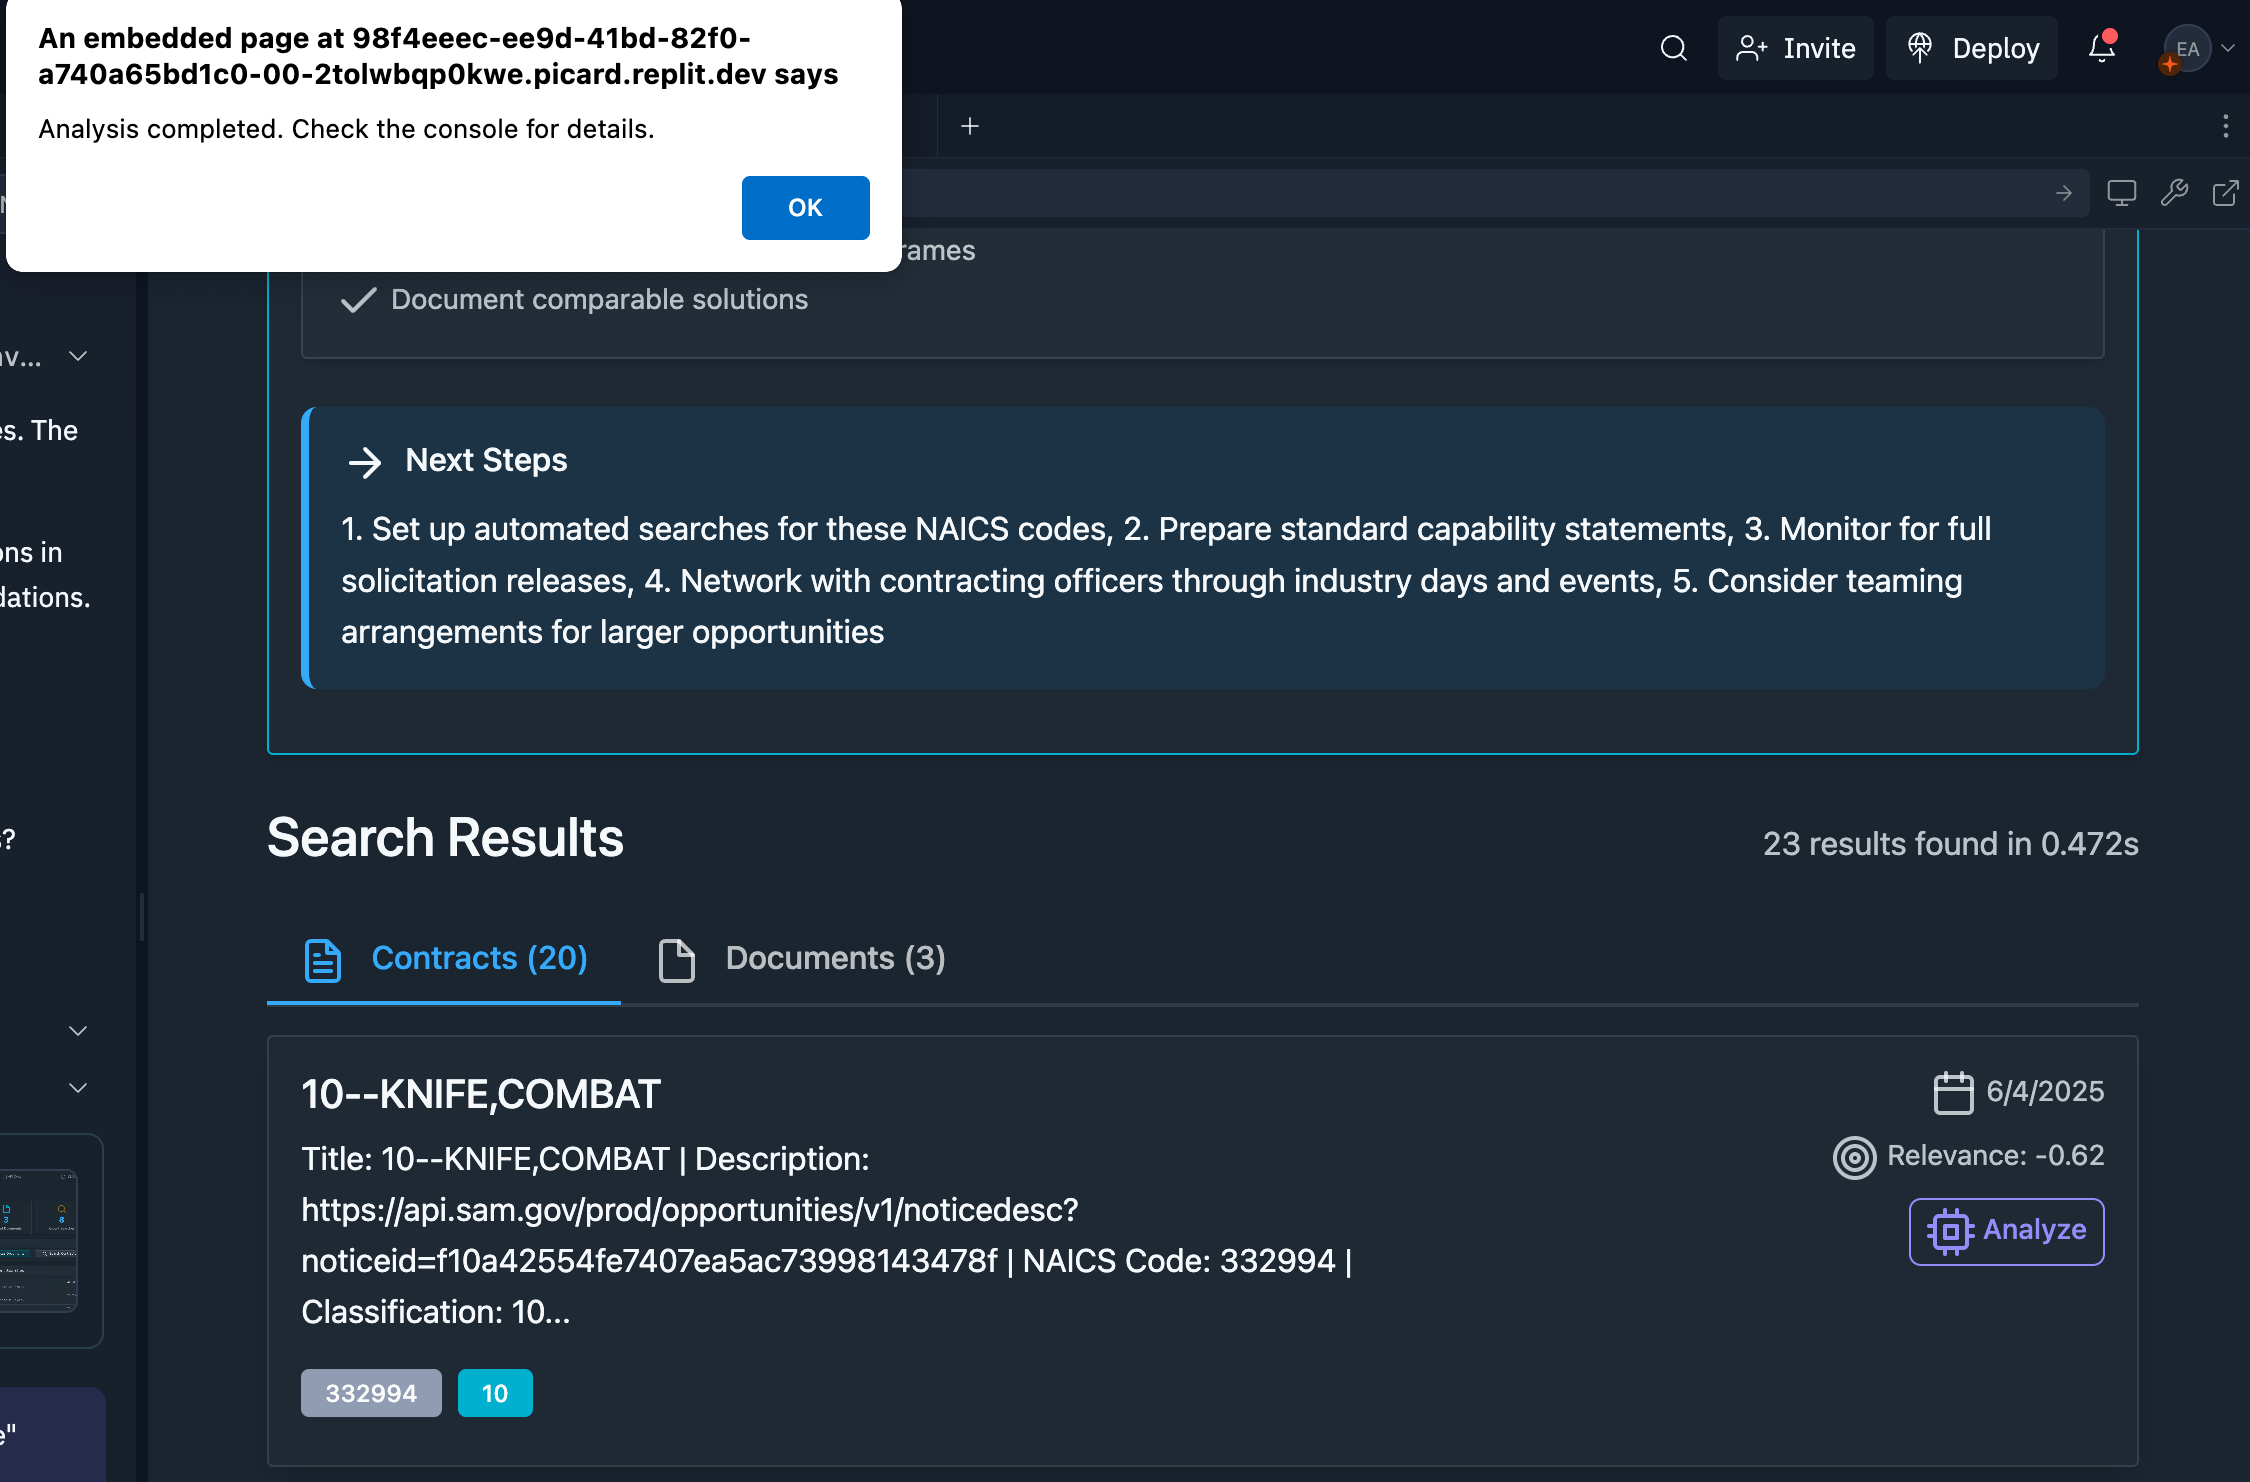 An embedded page at 98f4eeec-ee9d-41bd-82f0-
a740a65bd1c0-00-2tolwbqp0kwe.picard.replit.dev says
Analysis completed. Check the console for details.
OK
Invite
Deploy
EA
rames
Document comparable solutions
Next Steps
1. Set up automated searches for these NAICS codes, 2. Prepare standard capability statements, 3. Monitor for full
solicitation releases, 4. Network with contracting officers through industry days and events, 5. Consider teaming
arrangements for larger opportunities
Search Results
23 results found in 0.472s
Contracts (20)
Documents (3)
10--KNIFE,COMBAT
6/4/2025
Title: 10--KNIFE,COMBAT | Description:
https://api.sam.gov/prod/opportunities/v1/noticedesc?
noticeid=f10a42554fe7407ea5ac73998143478f | NAICS Code: 332994 |
Classification: 10...
Relevance: -0.62
Analyze
332994
10
av...
es. The
ons in
dations.
s?
e"